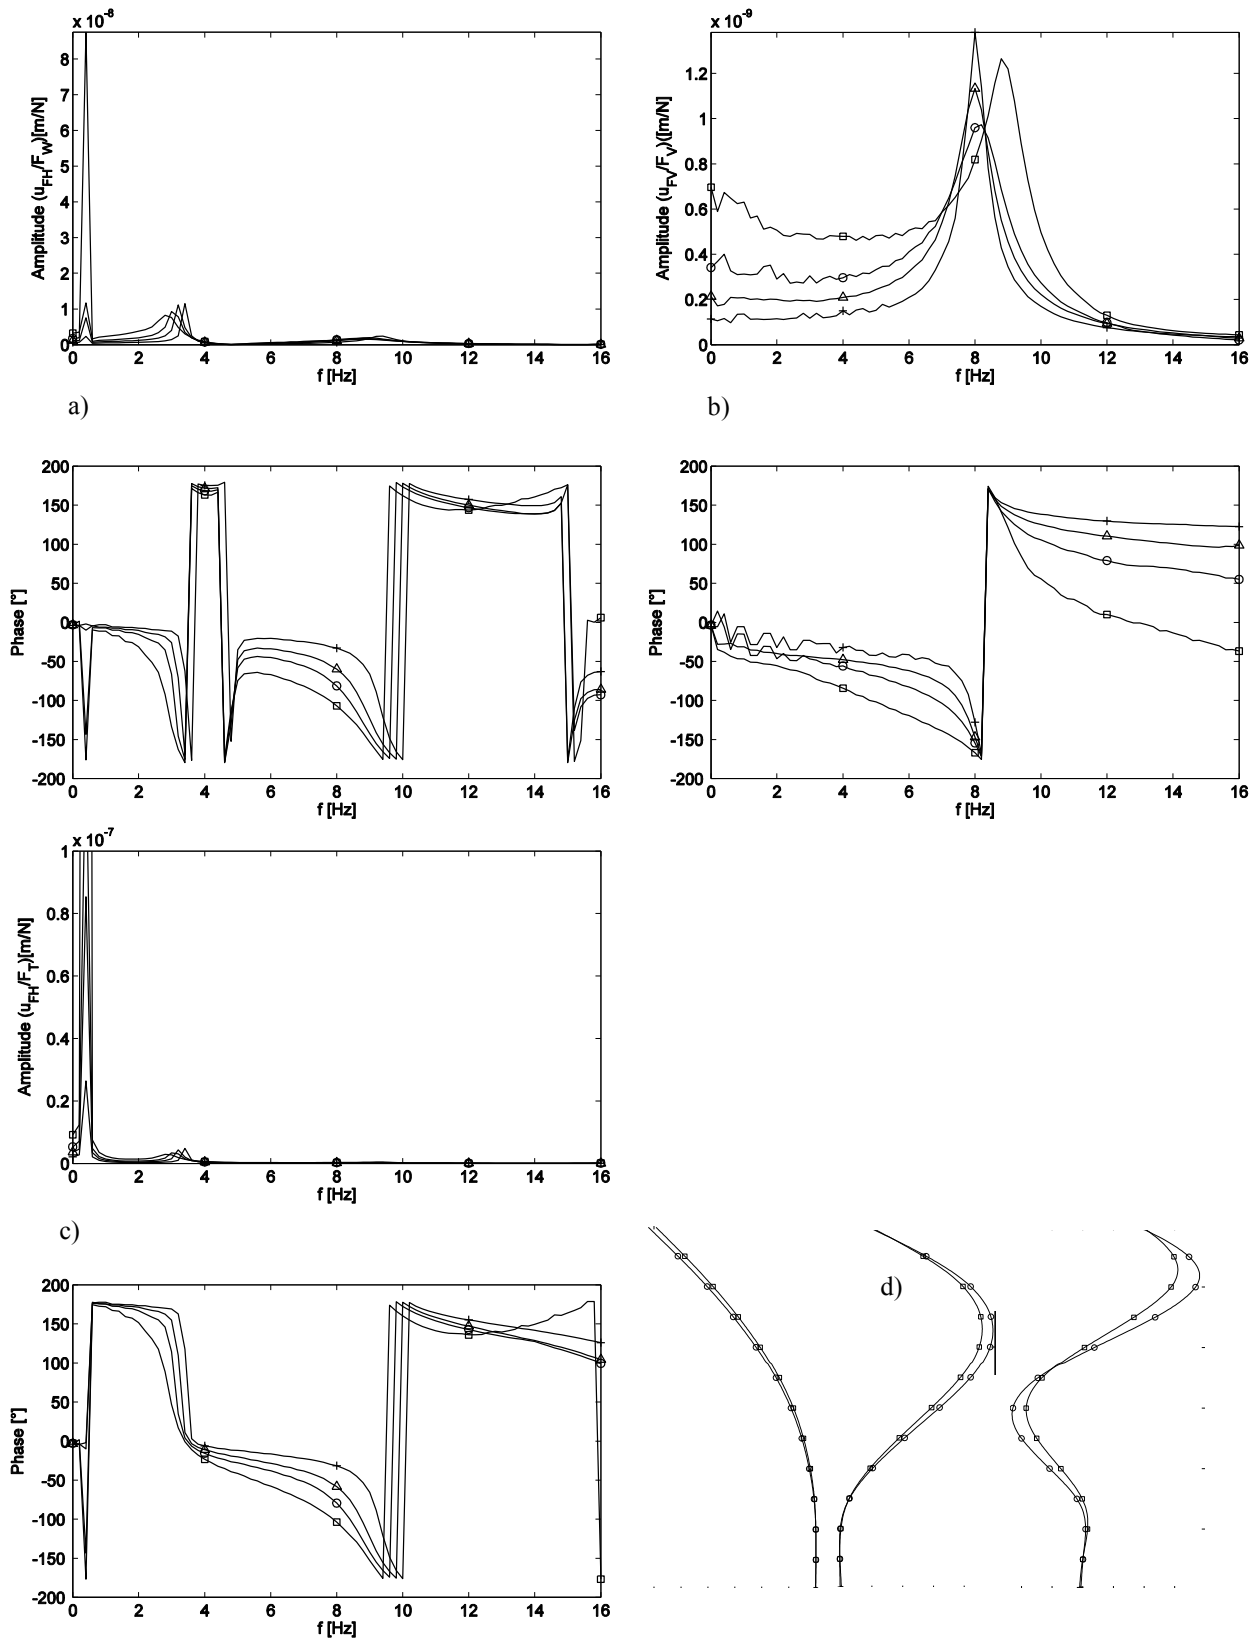 x 10-8
8
7
6
5
4
3
2
1
0
Amplitude (uFH/FW)[m/N]
0 2 4 6 8 10 12 14 16
f [Hz]
a)
x 10-9
1.2
1
0.8
0.6
0.4
0.2
0
Amplitude (uFV/FV)([m/N]
0 2 4 6 8 10 12 14 16
f [Hz]
b)
200
150
100
50
0
-50
-100
-150
-200
Phase [°]
0 2 4 6 8 10 12 14 16
f [Hz]
200
150
100
50
0
-50
-100
-150
-200
Phase [°]
0 2 4 6 8 10 12 14 16
f [Hz]
x 10-7
1
0.8
0.6
0.4
0.2
0
Amplitude (uFH/FT)[m/N]
0 2 4 6 8 10 12 14 16
f [Hz]
c)
200
150
100
50
0
-50
-100
-150
-200
Phase [°]
0 2 4 6 8 10 12 14 16
f [Hz]
d)